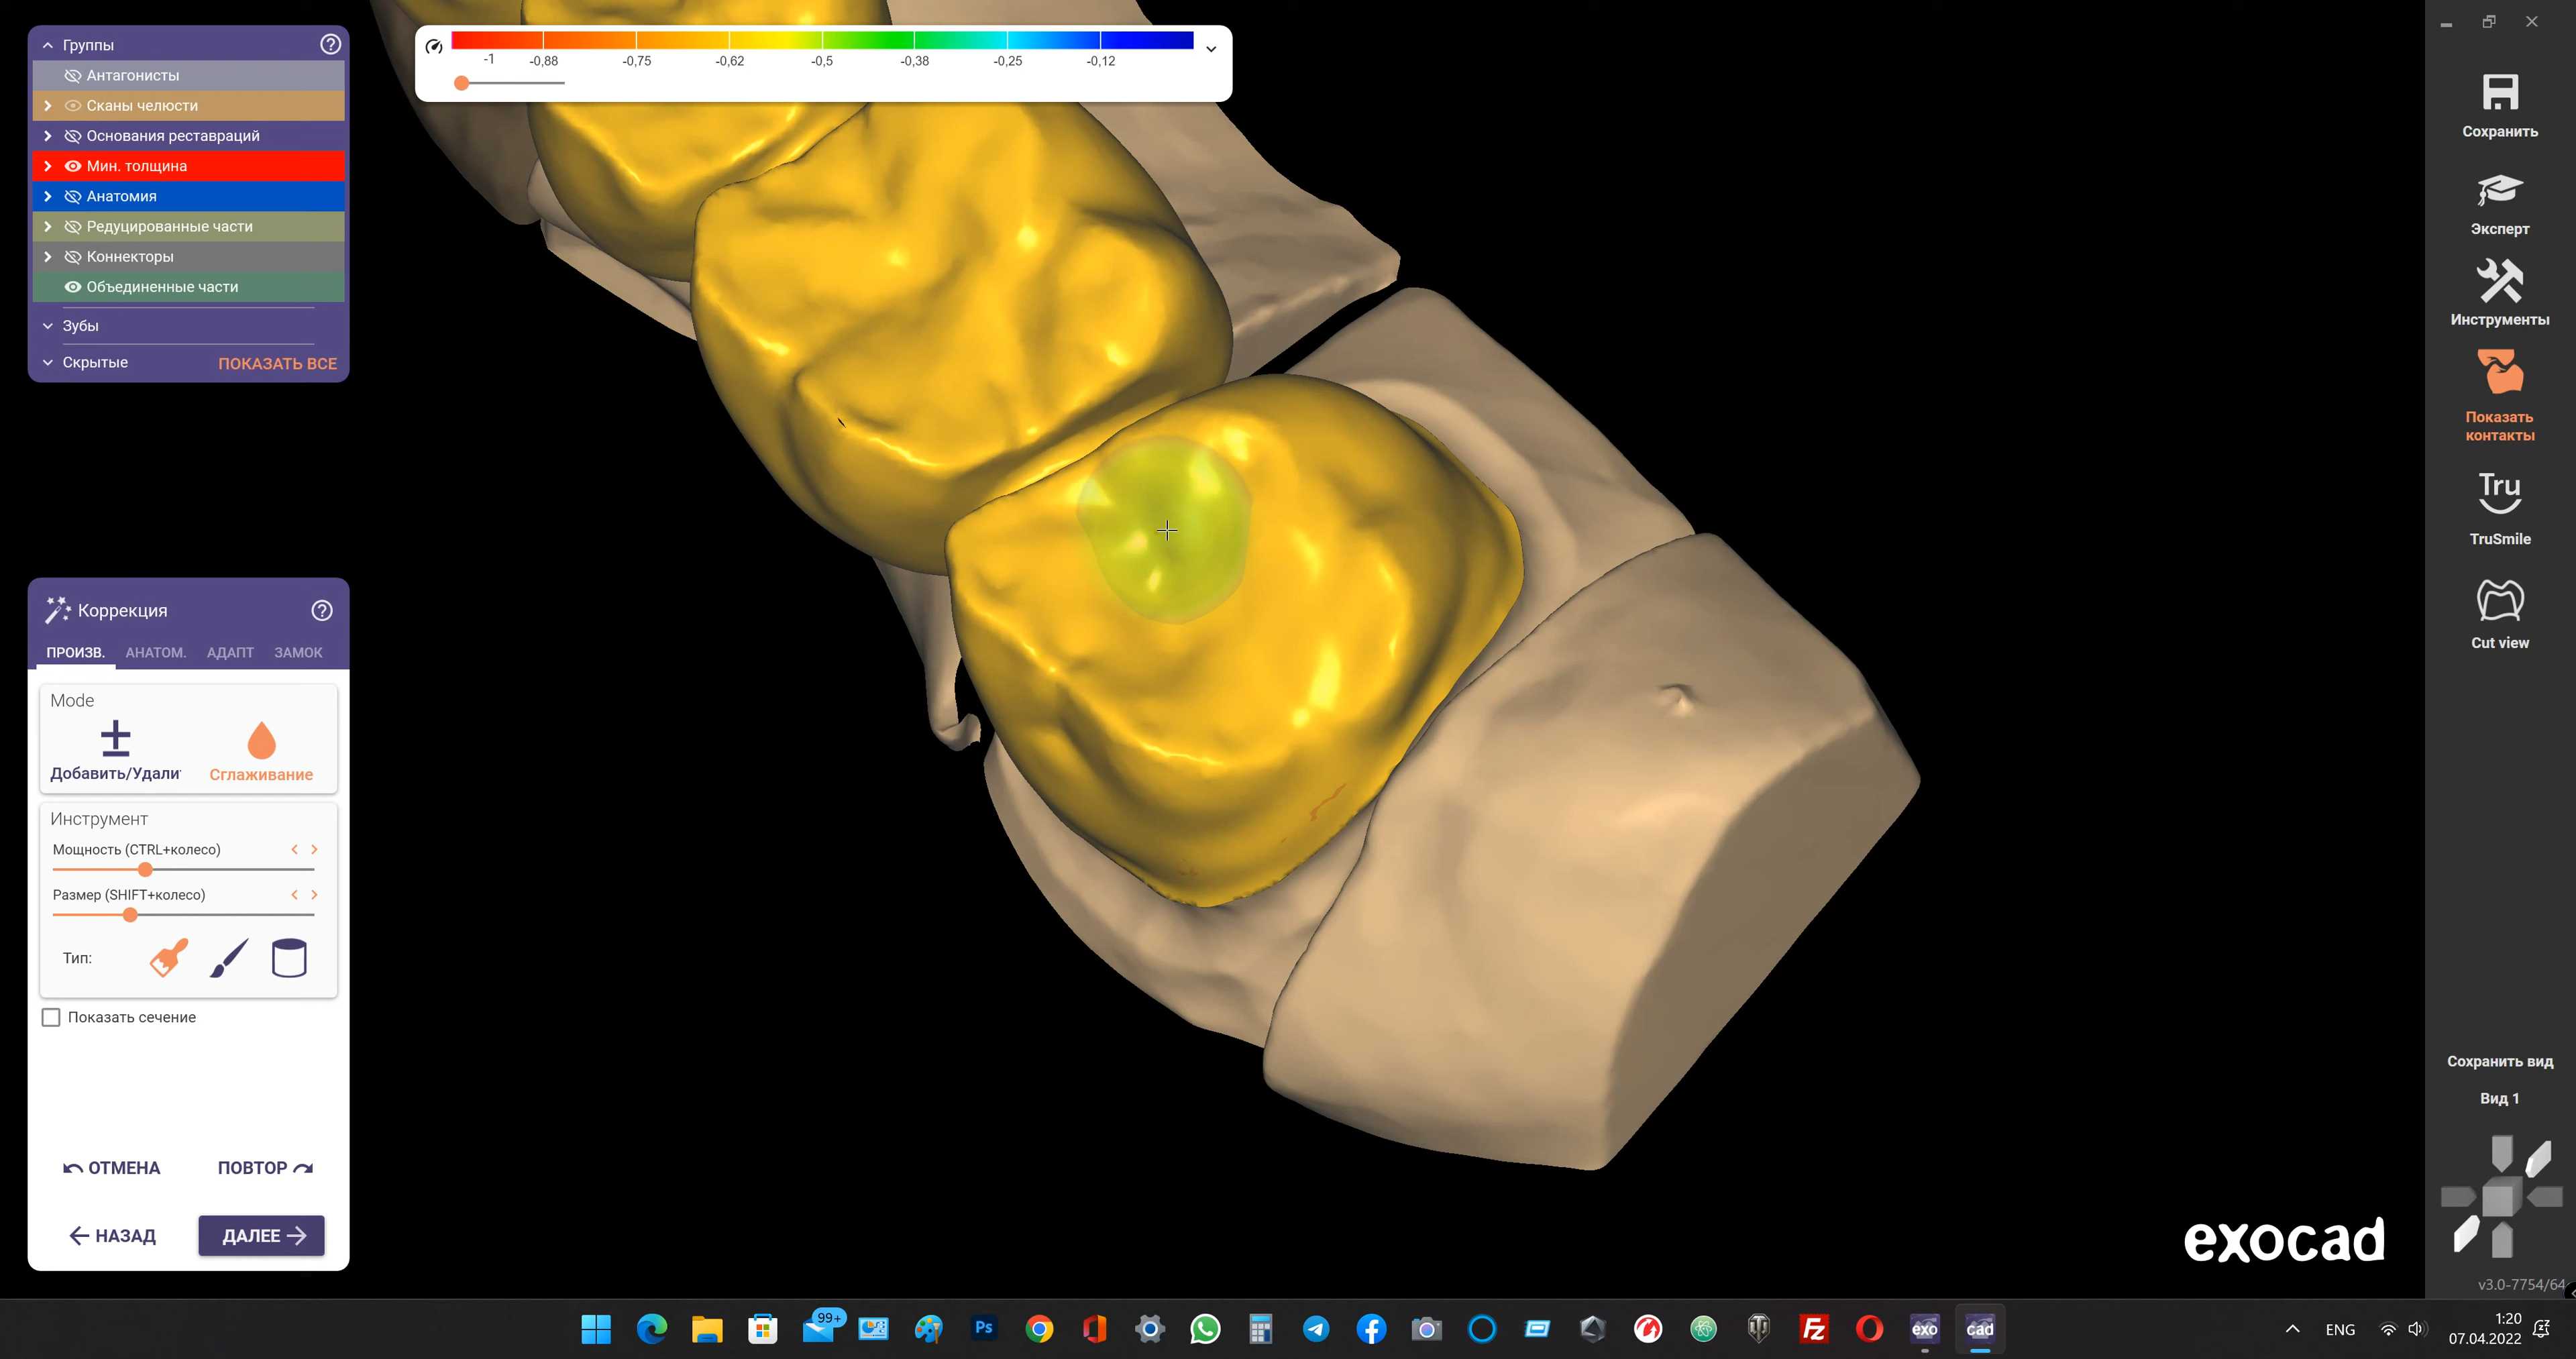 Группы
Антагонисты
Сканы челюсти
Основания реставраций
Мин. толщина
Анатомия
Редуцированные части
Коннекторы
Объединенные части
Зубы
Скрытые ПОКАЗАТЬ ВСЕ
-1 -0,88 -0,75 -0,62 -0,5 -0,38 -0,25 -0,12
Коррекция
ПРОИЗВ. АНАТОМ. АДАПТ ЗАМОК
Mode
Добавить/Удали
Сглаживание
Инструмент
Мощность (CTRL+колесо)
Размер (SHIFT+колесо)
Тип:
Показать сечение
ОТМЕНА ПОВТОР
НАЗАД ДАЛЕЕ
Сохранить
Эксперт
Инструменты
Показать
контакты
Tru
TruSmile
Cut view
Сохранить вид
Вид 1
exocad
v3.0-7754/64
99+
Ps
Fz
exo
cad
ENG
1:20
07.04.2022